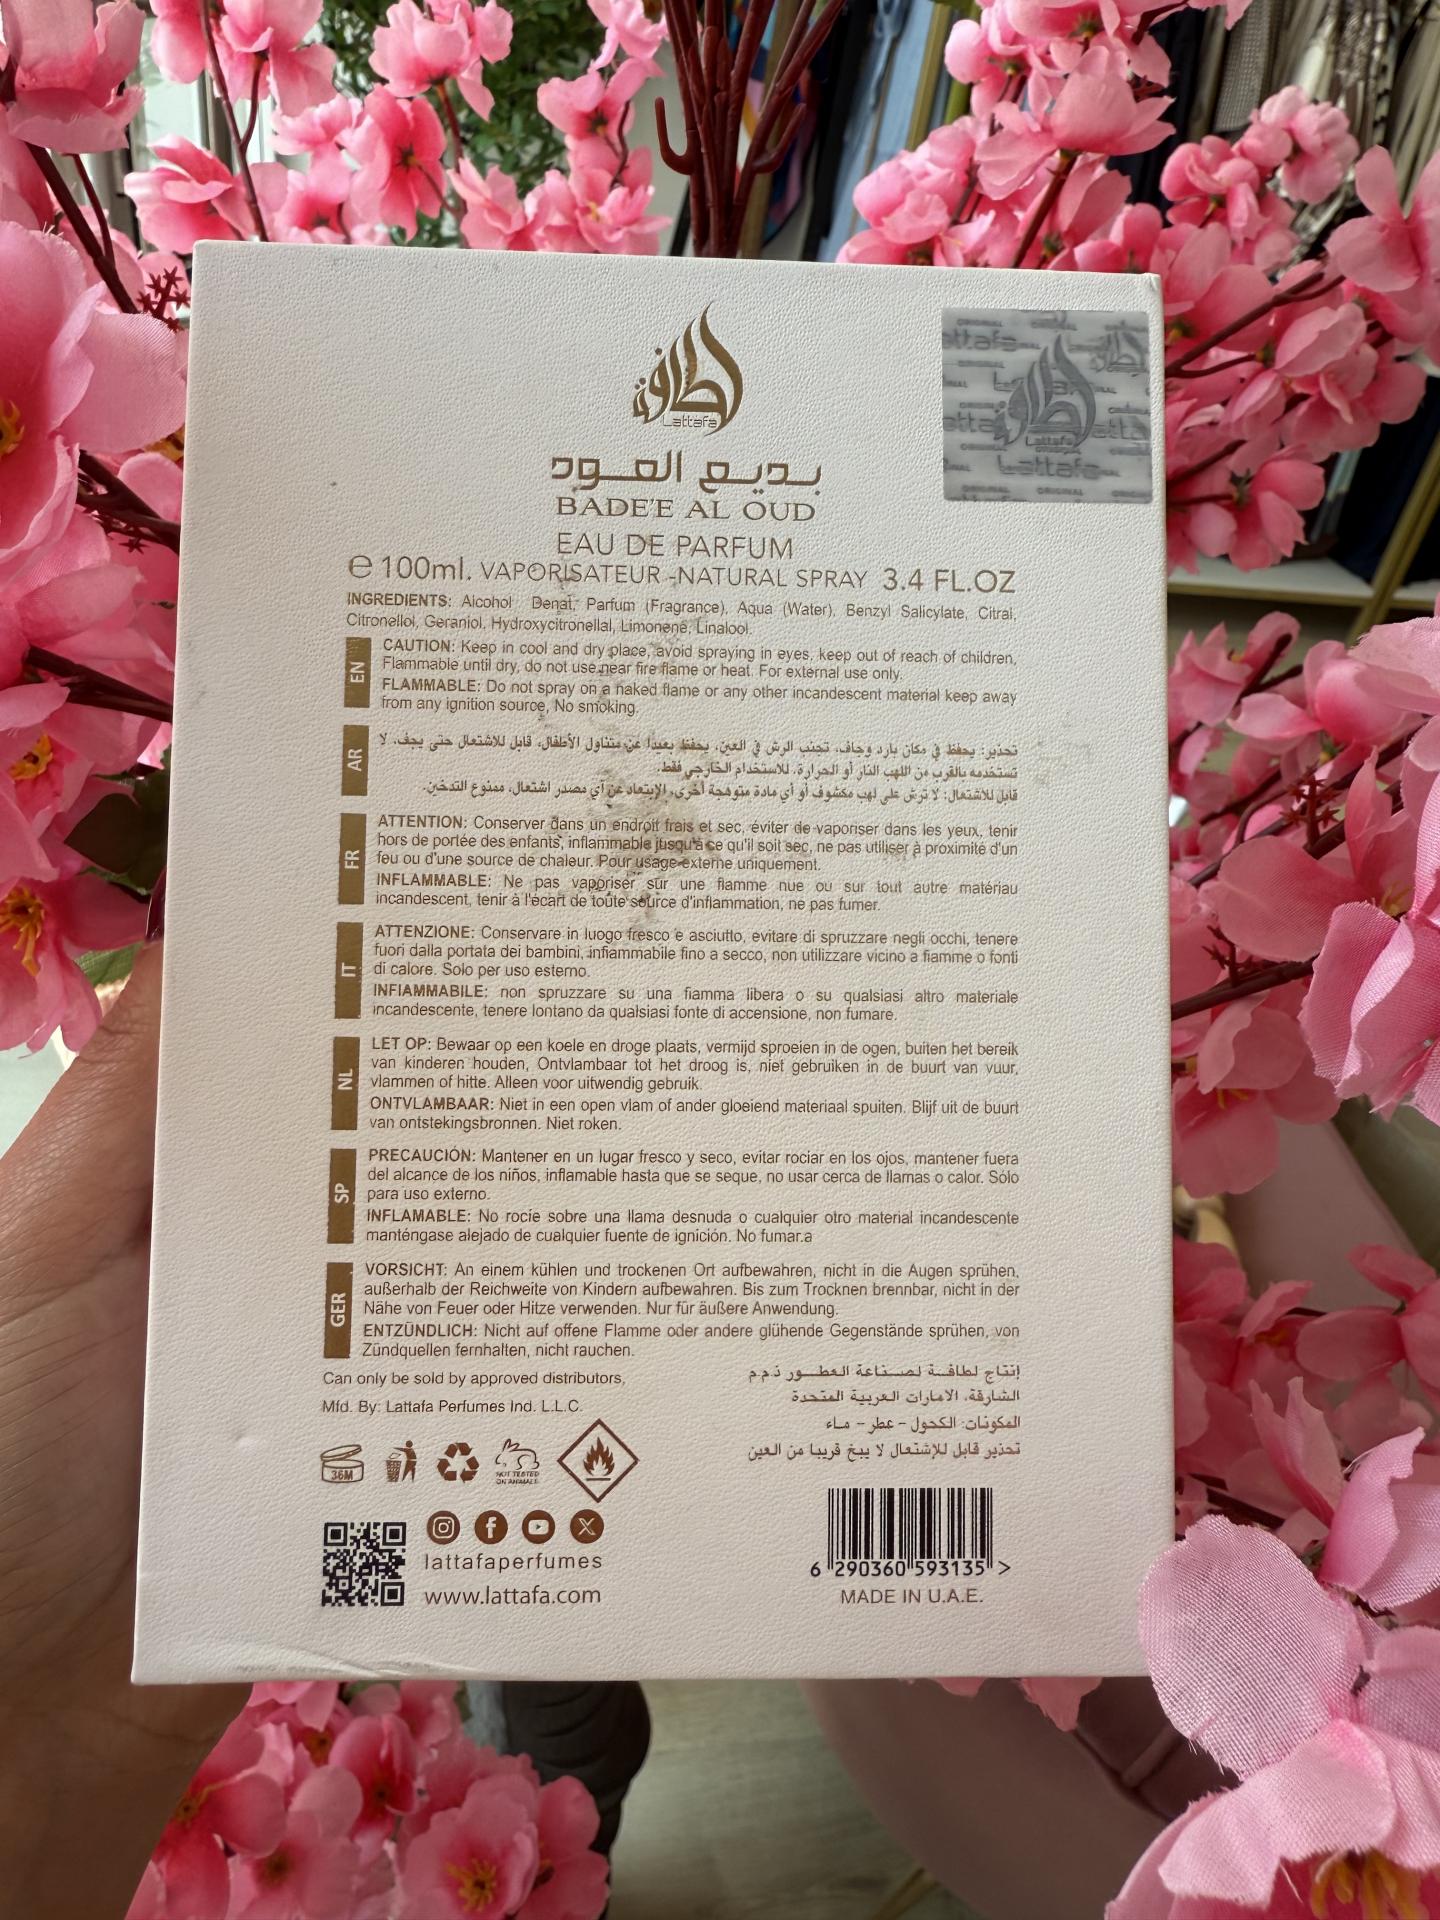 لطافة
Lattafa
بديع العود
BADE'E AL OUD
EAU DE PARFUM
℮ 100ml. VAPORISATEUR -NATURAL SPRAY 3.4 FL.OZ
INGREDIENTS: Alcohol Denat, Parfum (Fragrance), Aqua (Water), Benzyl Salicylate, Citral,
Citronellol, Geraniol, Hydroxycitronellal, Limonene, Linalool.
EN
CAUTION: Keep in cool and dry place, avoid spraying in eyes, keep out of reach of children,
Flammable until dry, do not use near fire flame or heat. For external use only.
FLAMMABLE: Do not spray on a naked flame or any other incandescent material keep away
from any ignition source, No smoking.
AR
تحذير: يحفظ في مكان بارد وجاف، تجنب الرش في العين، يحفظ بعيداً عن متناول الأطفال، قابل للاشتعال حتى يجف، لا
تستخدمه بالقرب من اللهب النار أو الحرارة. للاستخدام الخارجي فقط.
قابل للاشتعال: لا ترش على لهب مكشوف أو أي مادة متوهجة أخرى، الإبتعاد عن أي مصدر اشتعال، ممنوع التدخين.
FR
ATTENTION: Conserver dans un endroit frais et sec, éviter de vaporiser dans les yeux, tenir
hors de portée des enfants, inflammable jusqu'à ce qu'il soit sec, ne pas utiliser à proximité d'un
feu ou d'une source de chaleur. Pour usage externe uniquement.
INFLAMMABLE: Ne pas vaporiser sur une flamme nue ou sur tout autre matériau
incandescent, tenir à l'écart de toute source d'inflammation, ne pas fumer.
IT
ATTENZIONE: Conservare in luogo fresco e asciutto, evitare di spruzzare negli occhi, tenere
fuori dalla portata dei bambini, infiammabile fino a secco, non utilizzare vicino a fiamme o fonti
di calore. Solo per uso esterno.
INFIAMMABILE: non spruzzare su una fiamma libera o su qualsiasi altro materiale
incandescente, tenere lontano da qualsiasi fonte di accensione, non fumare.
NL
LET OP: Bewaar op een koele en droge plaats, vermijd sproeien in de ogen, buiten het bereik
van kinderen houden, Ontvlambaar tot het droog is, niet gebruiken in de buurt van vuur,
vlammen of hitte. Alleen voor uitwendig gebruik.
ONTVLAMBAAR: Niet in een open vlam of ander gloeiend materiaal spuiten. Blijf uit de buurt
van ontstekingsbronnen. Niet roken.
SP
PRECAUCIÓN: Mantener en un lugar fresco y seco, evitar rociar en los ojos, mantener fuera
del alcance de los niños, inflamable hasta que se seque, no usar cerca de llamas o calor. Sólo
para uso externo.
INFLAMABLE: No rocíe sobre una llama desnuda o cualquier otro material incandescente
manténgase alejado de cualquier fuente de ignición. No fumar.a
GER
VORSICHT: An einem kühlen und trockenen Ort aufbewahren, nicht in die Augen sprühen,
außerhalb der Reichweite von Kindern aufbewahren. Bis zum Trocknen brennbar, nicht in der
Nähe von Feuer oder Hitze verwenden. Nur für äußere Anwendung.
ENTZÜNDLICH: Nicht auf offene Flamme oder andere glühende Gegenstände sprühen, von
Zündquellen fernhalten, nicht rauchen.
Can only be sold by approved distributors,
Mfd. By: Lattafa Perfumes Ind. L.L.C.
إنتاج لطافة لصناعة العطور ذ.م.م
الشارقة، الامارات العربية المتحدة
المكونات: الكحول - عطر - ماء
تحذير قابل للإشتعال لا يبخ قريبا من العين
36M
NOT TESTED
ON ANIMALS
lattafaperfumes
www.lattafa.com
6 290360 593135 >
MADE IN U.A.E.
ORIGINAL
Lattafa